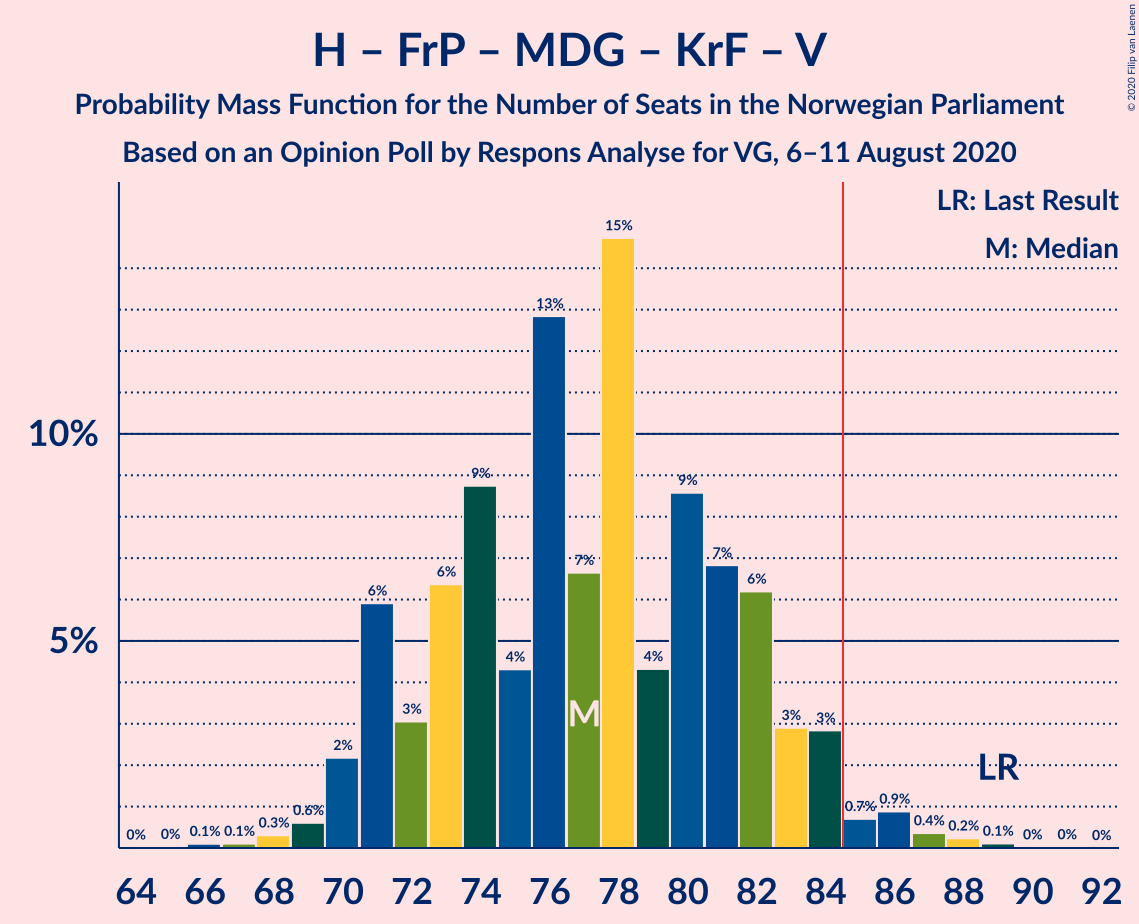 H – FrP – MDG – KrF – V
Probability Mass Function for the Number of Seats in the Norwegian Parliament
Based on an Opinion Poll by Respons Analyse for VG, 6–11 August 2020
© 2020 Filip van Laenen
LR: Last Result
M: Median
10%
5%
0% 0% 0.1% 0.1% 0.3% 0.6% 2% 6% 3% 6% 9% 4% 13% 7% 15% 4% 9% 7% 6% 3% 3% 0.7% 0.9% 0.4% 0.2% 0.1% 0% 0% 0%
M
LR
64 66 68 70 72 74 76 78 80 82 84 86 88 90 92